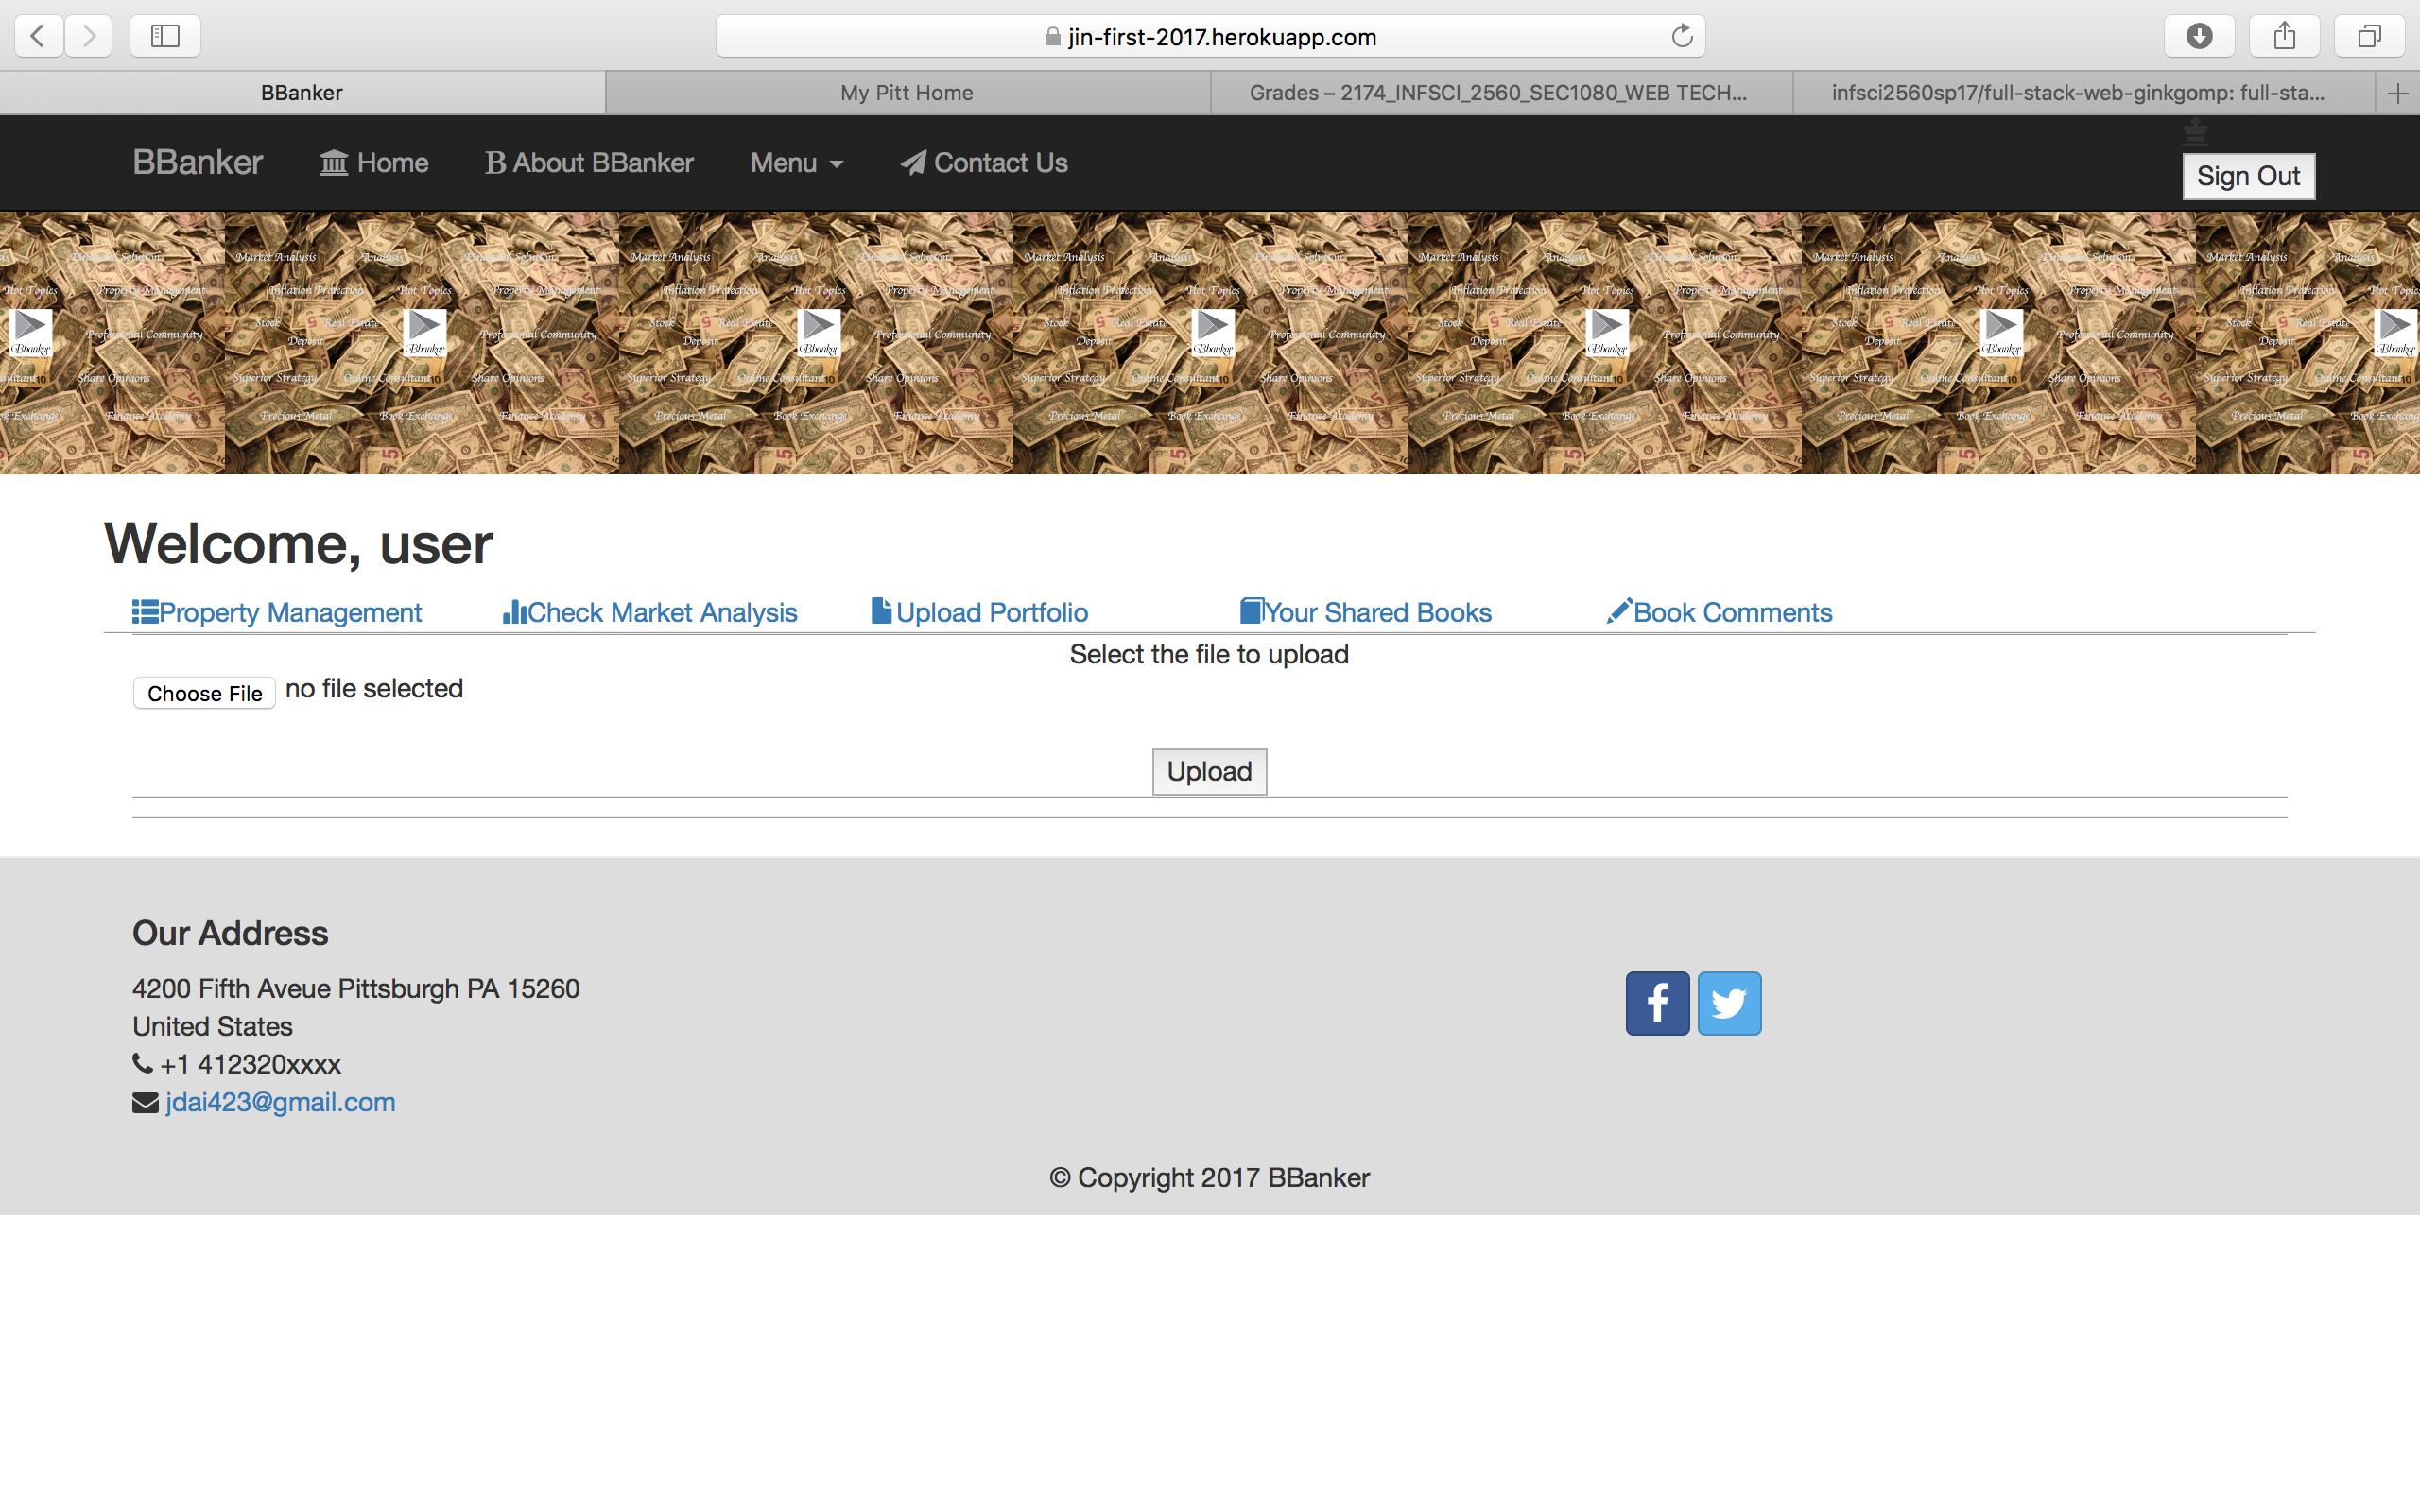 jin-first-2017.herokuapp.com
BBanker
My Pitt Home
Grades – 2174_INFSCI_2560_SEC1080_WEB TECH...
infsci2560sp17/full-stack-web-ginkgomp: full-sta...
BBanker Home B About BBanker Menu Contact Us
Sign Out
Market Analysis Analysis Financial Solution
Inflation Protection Hot Topics Property Management
Stock Real Estate Professional Community
Deposit Bbanker
Superior Strategy Online Consultant Share Opinions
Precious Metal Book Exchange Finance Academy
Welcome, user
Property Management Check Market Analysis Upload Portfolio Your Shared Books Book Comments
Select the file to upload
Choose File no file selected
Upload
Our Address
4200 Fifth Aveue Pittsburgh PA 15260
United States
+1 412320xxxx
jdai423@gmail.com
© Copyright 2017 BBanker